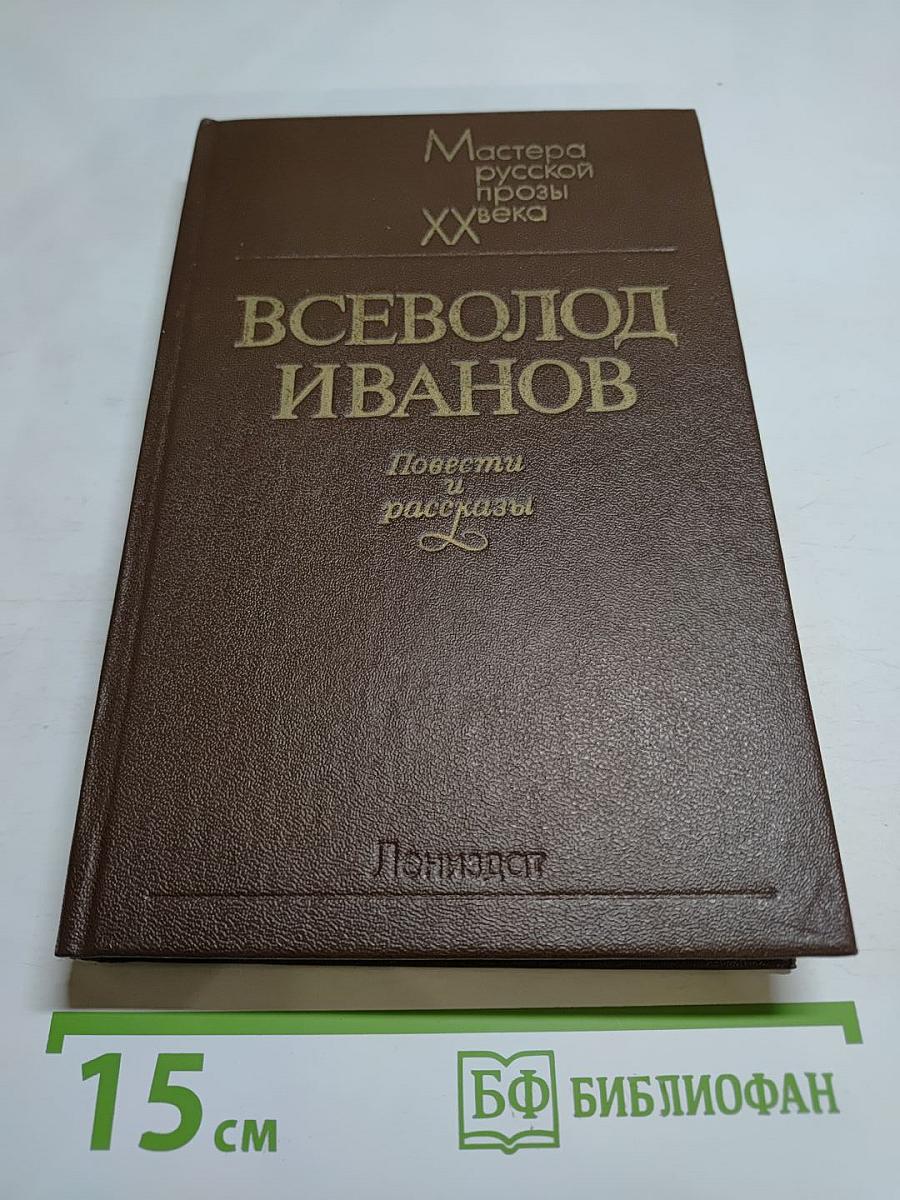 Мастера
русской
прозы
XX века
ВСЕВОЛОД
ИВАНОВ
Повести
и
рассказы
Лениздат
15 см
БФ БИБЛИОФАН